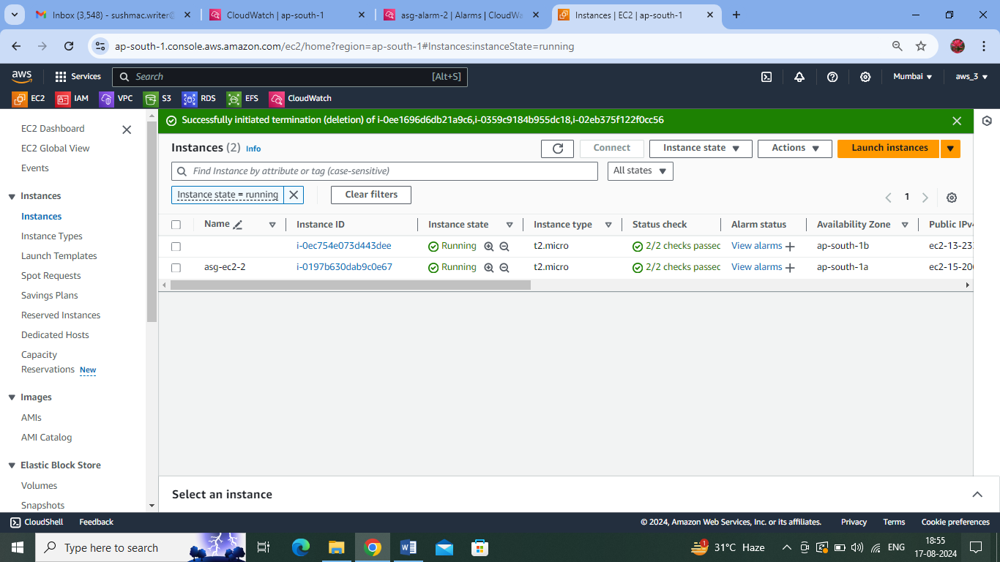 Inbox (3,548) - sushmac.writer@
CloudWatch | ap-south-1
asg-alarm-2 | Alarms | CloudWa
Instances | EC2 | ap-south-1
ap-south-1.console.aws.amazon.com/ec2/home?region=ap-south-1#Instances:instanceState=running
aws
Services
Search
[Alt+S]
Mumbai
aws_3
EC2
IAM
VPC
S3
RDS
EFS
CloudWatch
EC2 Dashboard
EC2 Global View
Events
Instances
Instances
Instance Types
Launch Templates
Spot Requests
Savings Plans
Reserved Instances
Dedicated Hosts
Capacity
Reservations New
Images
AMIs
AMI Catalog
Elastic Block Store
Volumes
Snapshots
Successfully initiated termination (deletion) of i-0ee1696d6db21a9c6,i-0359c9184b955dc18,i-02eb375f122f0cc56
Instances (2) Info
Connect
Instance state
Actions
Launch instances
Find Instance by attribute or tag (case-sensitive)
All states
Instance state = running
Clear filters
1
Name Instance ID Instance state Instance type Status check Alarm status Availability Zone Public IPv4
i-0ec754e073d443dee Running t2.micro 2/2 checks passed View alarms + ap-south-1b ec2-13-23
asg-ec2-2 i-0197b630dab9c0e67 Running t2.micro 2/2 checks passed View alarms + ap-south-1a ec2-15-20
Select an instance
CloudShell Feedback © 2024, Amazon Web Services, Inc. or its affiliates. Privacy Terms Cookie preferences
Type here to search
1
31°C Haze
ENG
18:55
17-08-2024